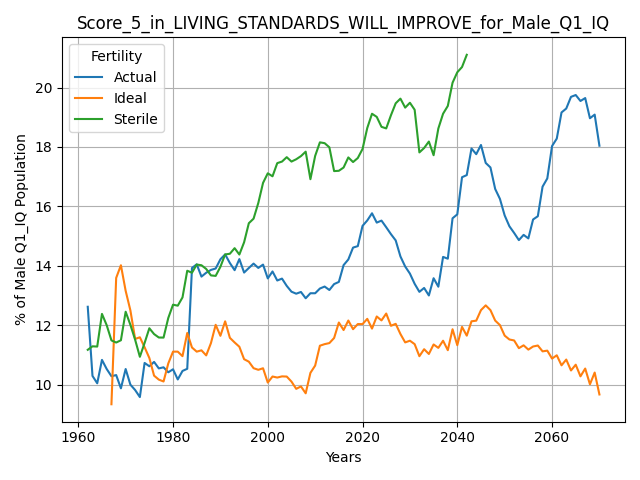 Score_5_in_LIVING_STANDARDS_WILL_IMPROVE_for_Male_Q1_IQ
Fertility
Actual
Ideal
Sterile
% of Male Q1_IQ Population
20
18
16
14
12
10
1960
1980
2000
2020
2040
2060
Years